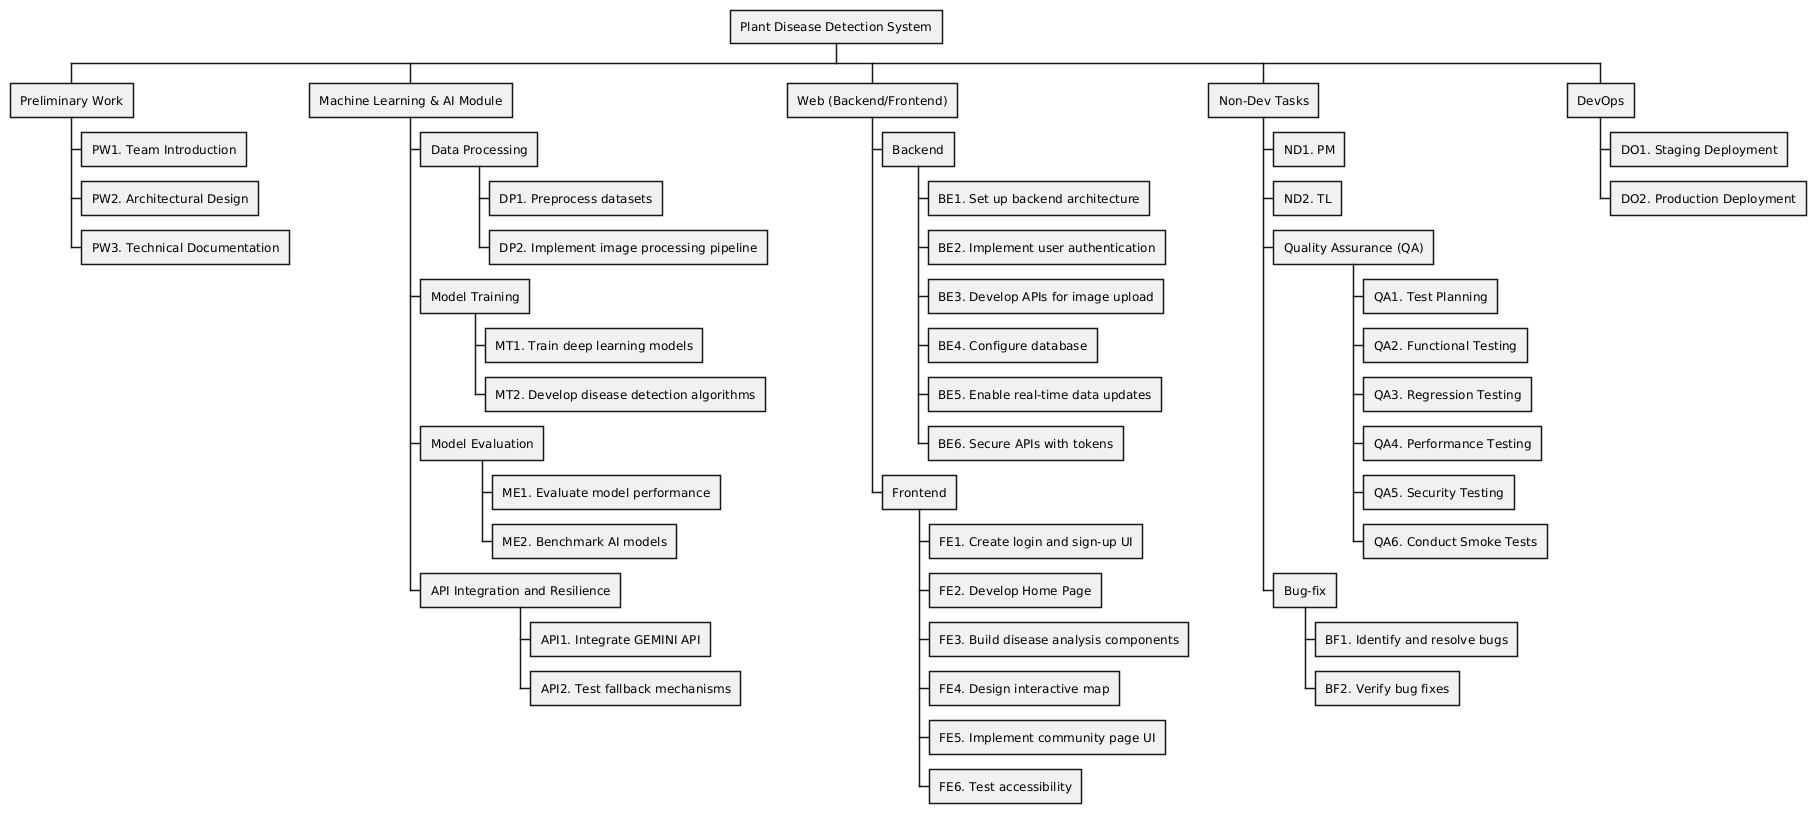 Plant Disease Detection System
Preliminary Work
PW1. Team Introduction
PW2. Architectural Design
PW3. Technical Documentation
Machine Learning & AI Module
Data Processing
DP1. Preprocess datasets
DP2. Implement image processing pipeline
Model Training
MT1. Train deep learning models
MT2. Develop disease detection algorithms
Model Evaluation
ME1. Evaluate model performance
ME2. Benchmark AI models
API Integration and Resilience
API1. Integrate GEMINI API
API2. Test fallback mechanisms
Web (Backend/Frontend)
Backend
BE1. Set up backend architecture
BE2. Implement user authentication
BE3. Develop APIs for image upload
BE4. Configure database
BE5. Enable real-time data updates
BE6. Secure APIs with tokens
Frontend
FE1. Create login and sign-up UI
FE2. Develop Home Page
FE3. Build disease analysis components
FE4. Design interactive map
FE5. Implement community page UI
FE6. Test accessibility
Non-Dev Tasks
ND1. PM
ND2. TL
Quality Assurance (QA)
QA1. Test Planning
QA2. Functional Testing
QA3. Regression Testing
QA4. Performance Testing
QA5. Security Testing
QA6. Conduct Smoke Tests
Bug-fix
BF1. Identify and resolve bugs
BF2. Verify bug fixes
DevOps
DO1. Staging Deployment
DO2. Production Deployment